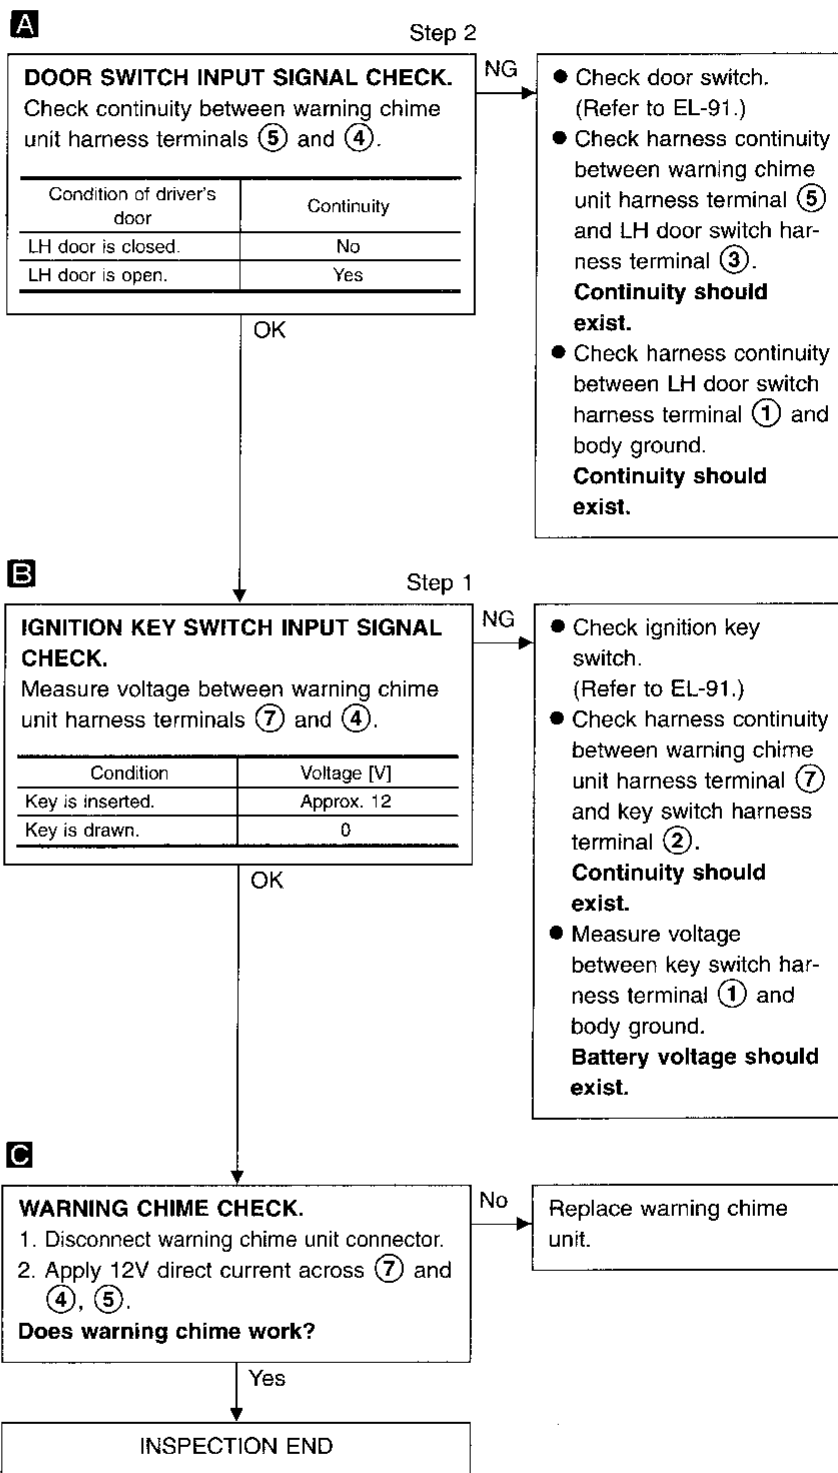 A
Step 2
DOOR SWITCH INPUT SIGNAL CHECK.
Check continuity between warning chime
unit harness terminals ⑤ and ④.
Condition of driver's
door
Continuity
LH door is closed.
No
LH door is open.
Yes
NG
● Check door switch.
(Refer to EL-91.)
● Check harness continuity
between warning chime
unit harness terminal ⑤
and LH door switch har-
ness terminal ③.
Continuity should
exist.
● Check harness continuity
between LH door switch
harness terminal ① and
body ground.
Continuity should
exist.
OK
B
Step 1
IGNITION KEY SWITCH INPUT SIGNAL
CHECK.
Measure voltage between warning chime
unit harness terminals ⑦ and ④.
Condition
Voltage [V]
Key is inserted.
Approx. 12
Key is drawn.
0
NG
● Check ignition key
switch.
(Refer to EL-91.)
● Check harness continuity
between warning chime
unit harness terminal ⑦
and key switch harness
terminal ②.
Continuity should
exist.
● Measure voltage
between key switch har-
ness terminal ① and
body ground.
Battery voltage should
exist.
OK
C
WARNING CHIME CHECK.
1. Disconnect warning chime unit connector.
2. Apply 12V direct current across ⑦ and
④, ⑤.
Does warning chime work?
No
Replace warning chime
unit.
Yes
INSPECTION END